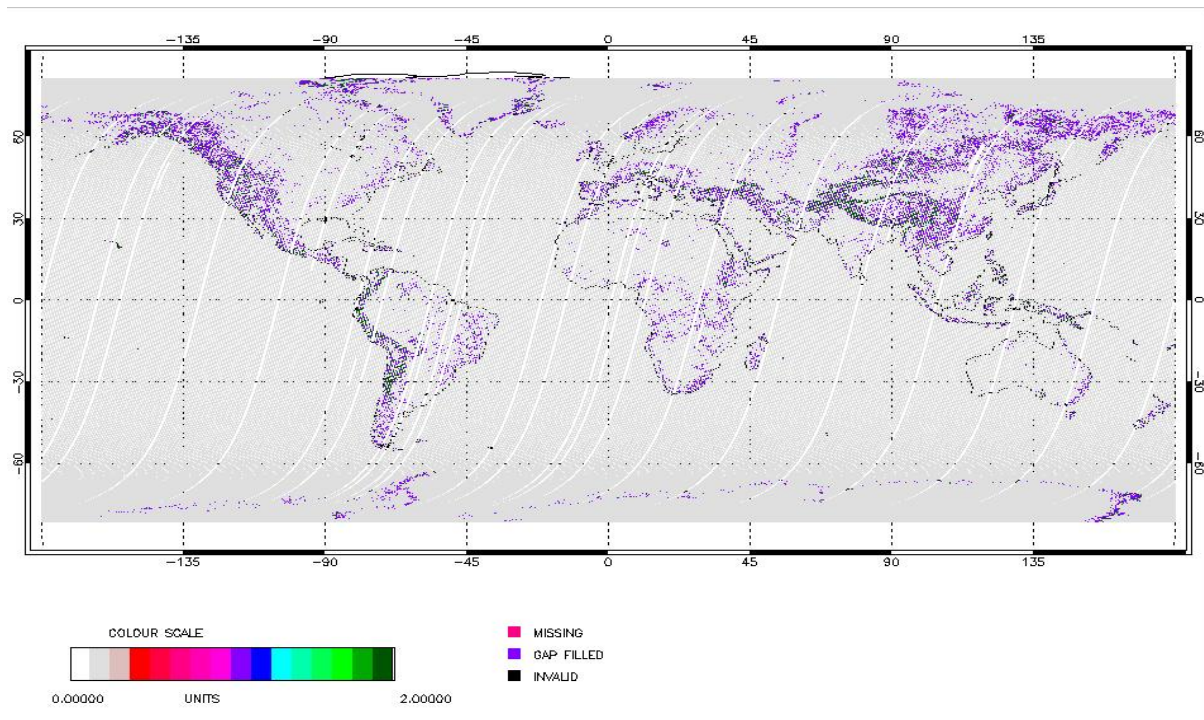 -135 -90 -45 0 45 90 135
60 60
30 30
0 0
-30 -30
-60 -60
-135 -90 -45 0 45 90 135
COLOUR SCALE
0.00000 UNITS 2.00000
MISSING
GAP FILLED
INVALID